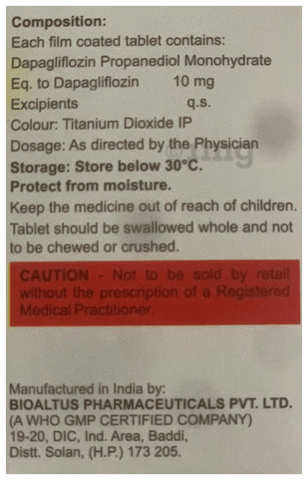 Composition:
Each film coated tablet contains:
Dapagliflozin Propanediol Monohydrate
Eq. to Dapagliflozin 10 mg
Excipients q.s.
Colour: Titanium Dioxide IP
Dosage: As directed by the Physician
Storage: Store below 30°C.
Protect from moisture.
Keep the medicine out of reach of children.
Tablet should be swallowed whole and not
to be chewed or crushed.
CAUTION - Not to be sold by retail
without the prescription of a Registered
Medical Practitioner.
Manufactured in India by:
BIOALTUS PHARMACEUTICALS PVT. LTD.
(A WHO GMP CERTIFIED COMPANY)
19-20, DIC, Ind. Area, Baddi,
Distt. Solan, (H.P.) 173 205.